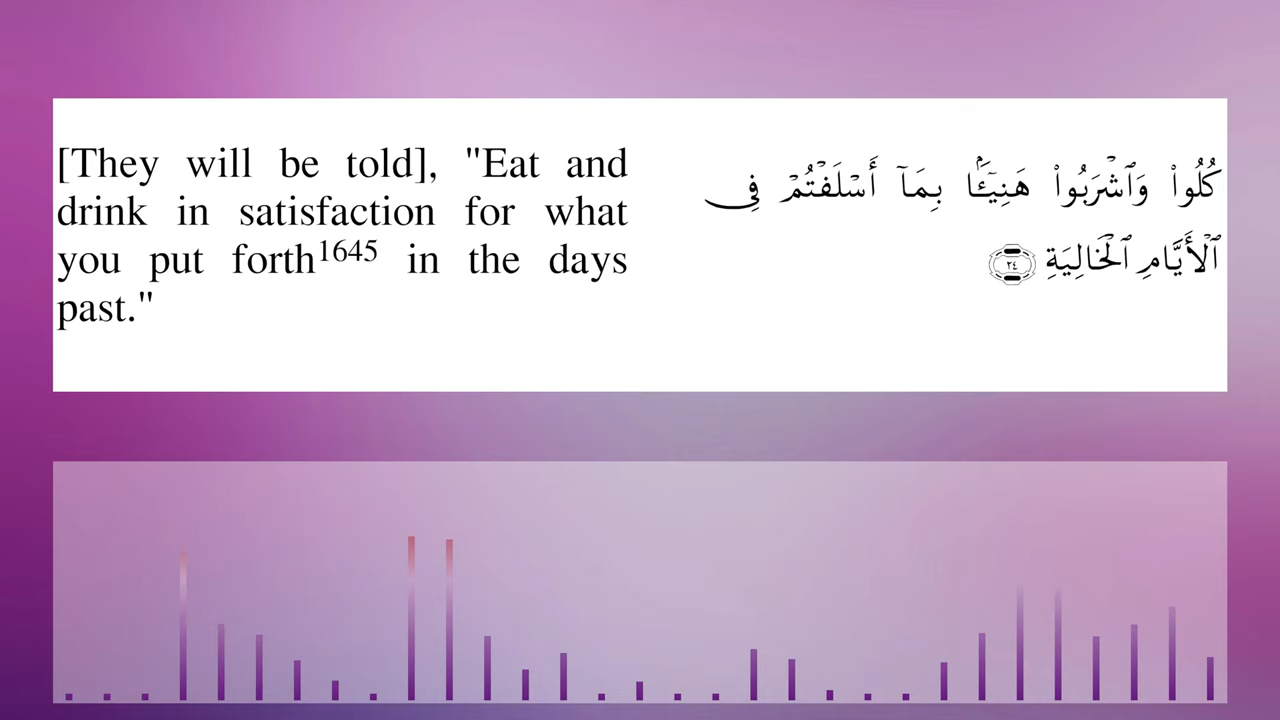 [They will be told], "Eat and
drink in satisfaction for what
you put forth1645 in the days
past."
كُلُوا۟ وَٱشْرَبُوا۟ هَنِيٓـَٔۢا بِمَآ أَسْلَفْتُمْ فِى
ٱلْأَيَّامِ ٱلْخَالِيَةِ ٢٤